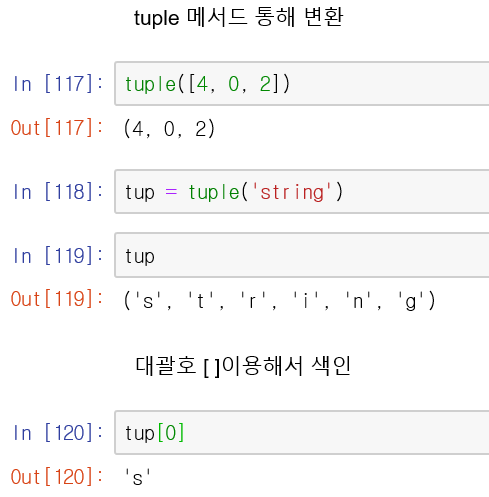 tuple 메서드 통해 변환
In [117]: tuple([4, 0, 2])
Out[117]: (4, 0, 2)
In [118]: tup = tuple('string')
In [119]: tup
Out[119]: ('s', 't', 'r', 'i', 'n', 'g')
대괄호 [ ]이용해서 색인
In [120]: tup[0]
Out[120]: 's'